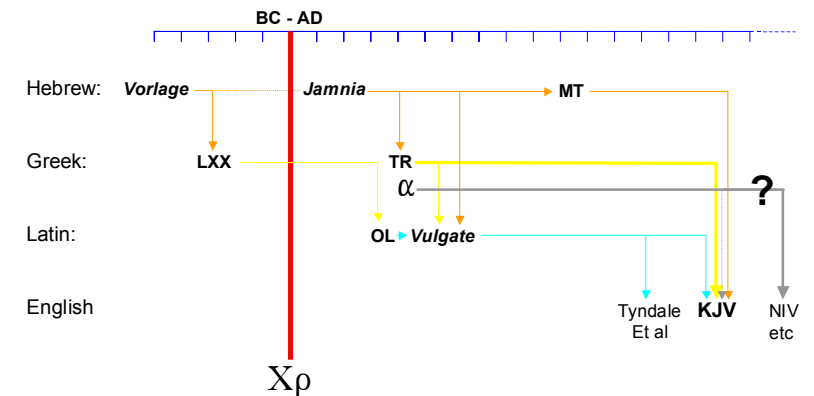 BC - AD
Hebrew: Vorlage Jamnia MT
Greek: LXX TR
α ?
Latin: OL Vulgate
English Tyndale KJV NIV
Et al etc
Χρ